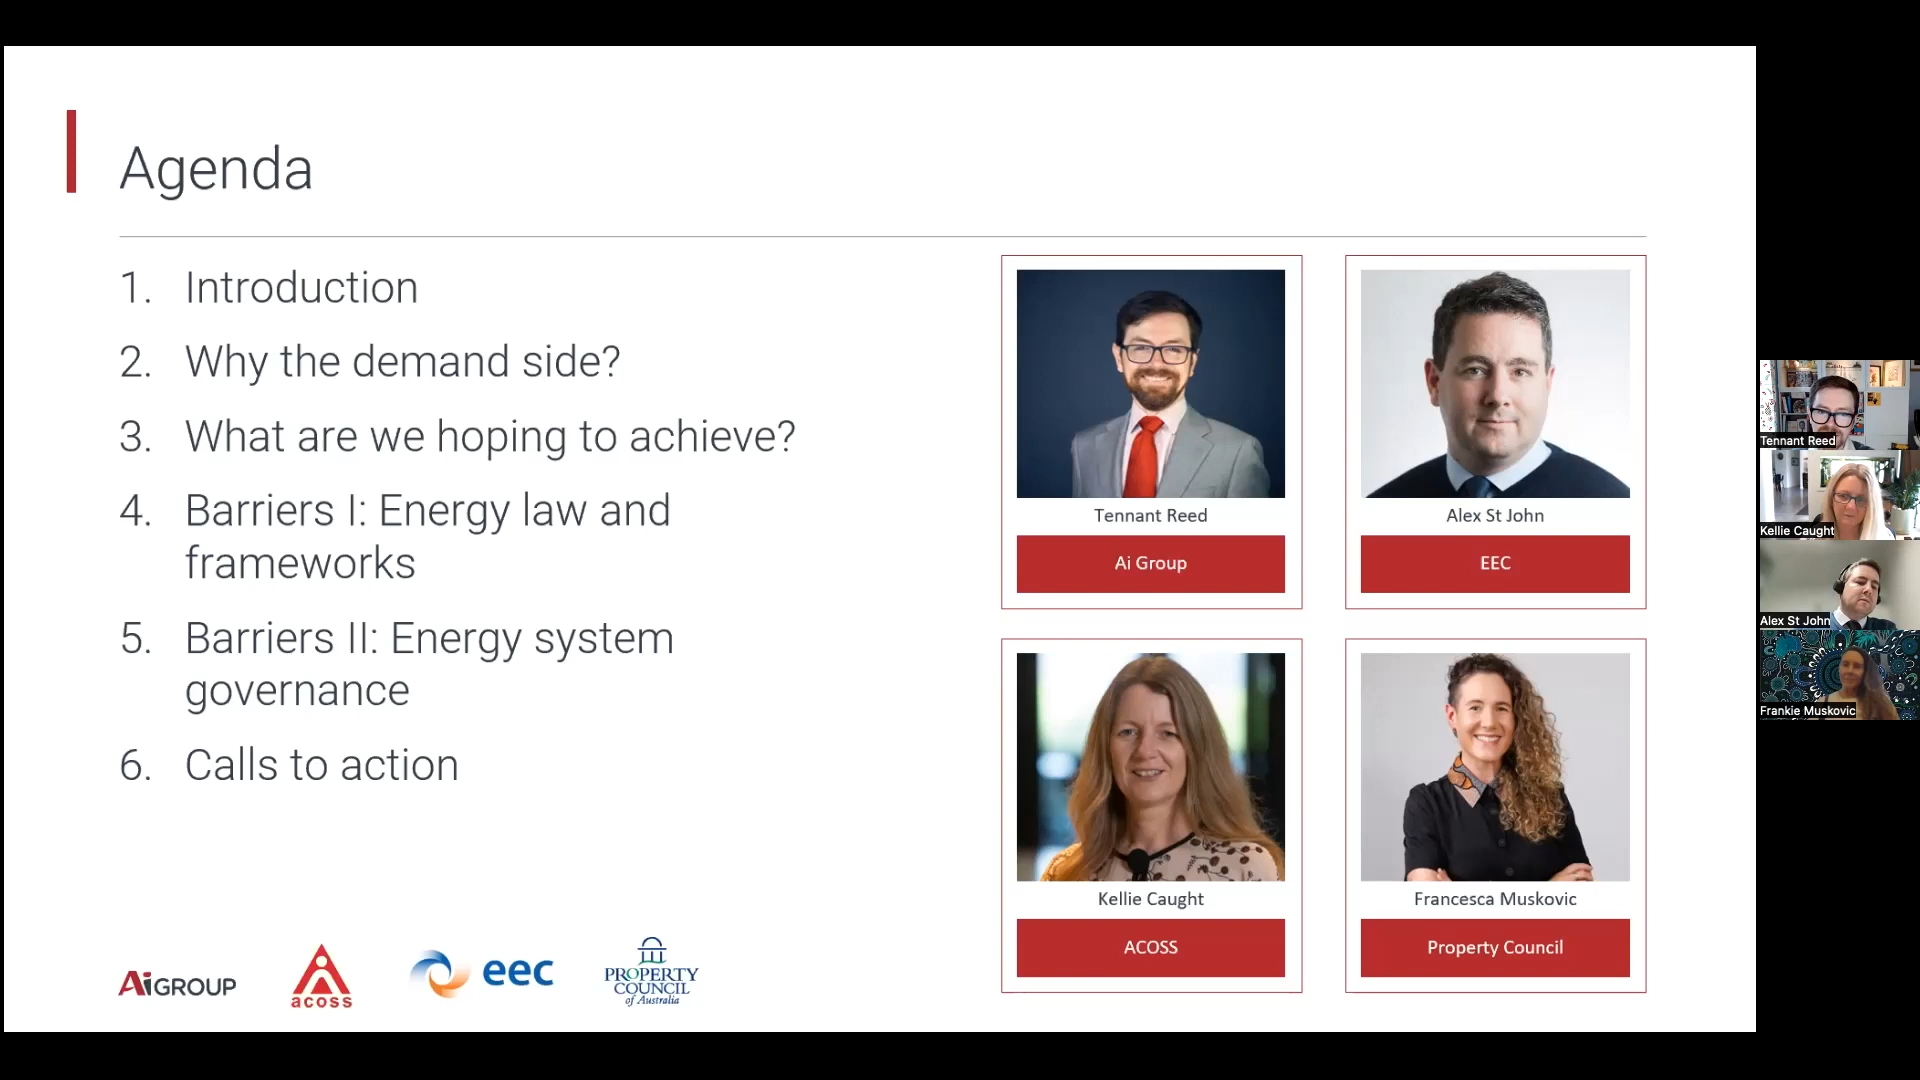 Agenda
1. Introduction
2. Why the demand side?
3. What are we hoping to achieve?
4. Barriers I: Energy law and
frameworks
5. Barriers II: Energy system
governance
6. Calls to action
Tennant Reed
Ai Group
Alex St John
EEC
Kellie Caught
ACOSS
Francesca Muskovic
Property Council
Ai GROUP
acoss
eec
PROPERTY
COUNCIL
of Australia
Tennant Reed
Kellie Caught
Alex St John
Frankie Muskovic